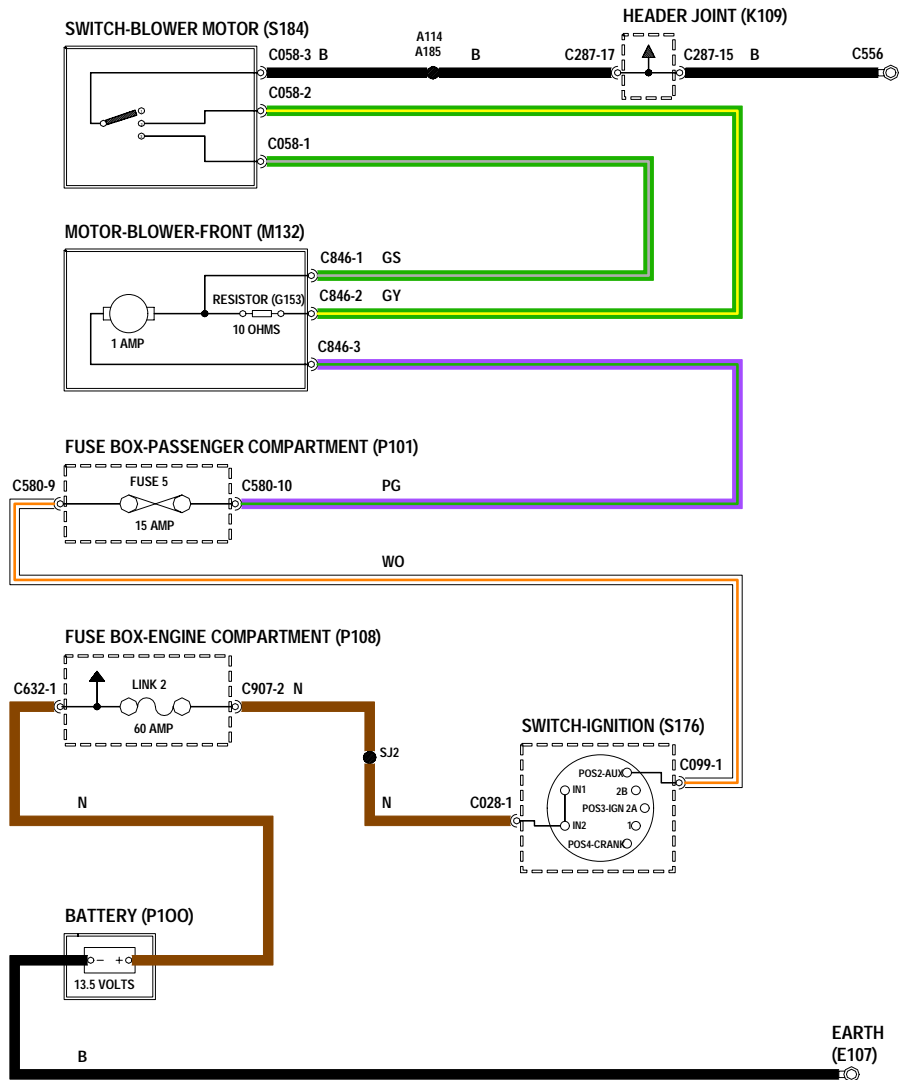 HEADER JOINT (K109)
SWITCH-BLOWER MOTOR (S184)
A114
A185
C058-3 B
B
C287-17
C287-15 B
C556
C058-2
C058-1
MOTOR-BLOWER-FRONT (M132)
C846-1 GS
RESISTOR (G153)
C846-2 GY
10 OHMS
1 AMP
C846-3
FUSE BOX-PASSENGER COMPARTMENT (P101)
C580-9
FUSE 5
C580-10
PG
15 AMP
WO
FUSE BOX-ENGINE COMPARTMENT (P108)
C632-1
LINK 2
C907-2 N
60 AMP
SWITCH-IGNITION (S176)
SJ2
C099-1
POS2-AUX
IN1
2B
N
N
C028-1
POS3-IGN 2A
IN2
1
POS4-CRANK
BATTERY (P1OO)
− +
13.5 VOLTS
EARTH
(E107)
B